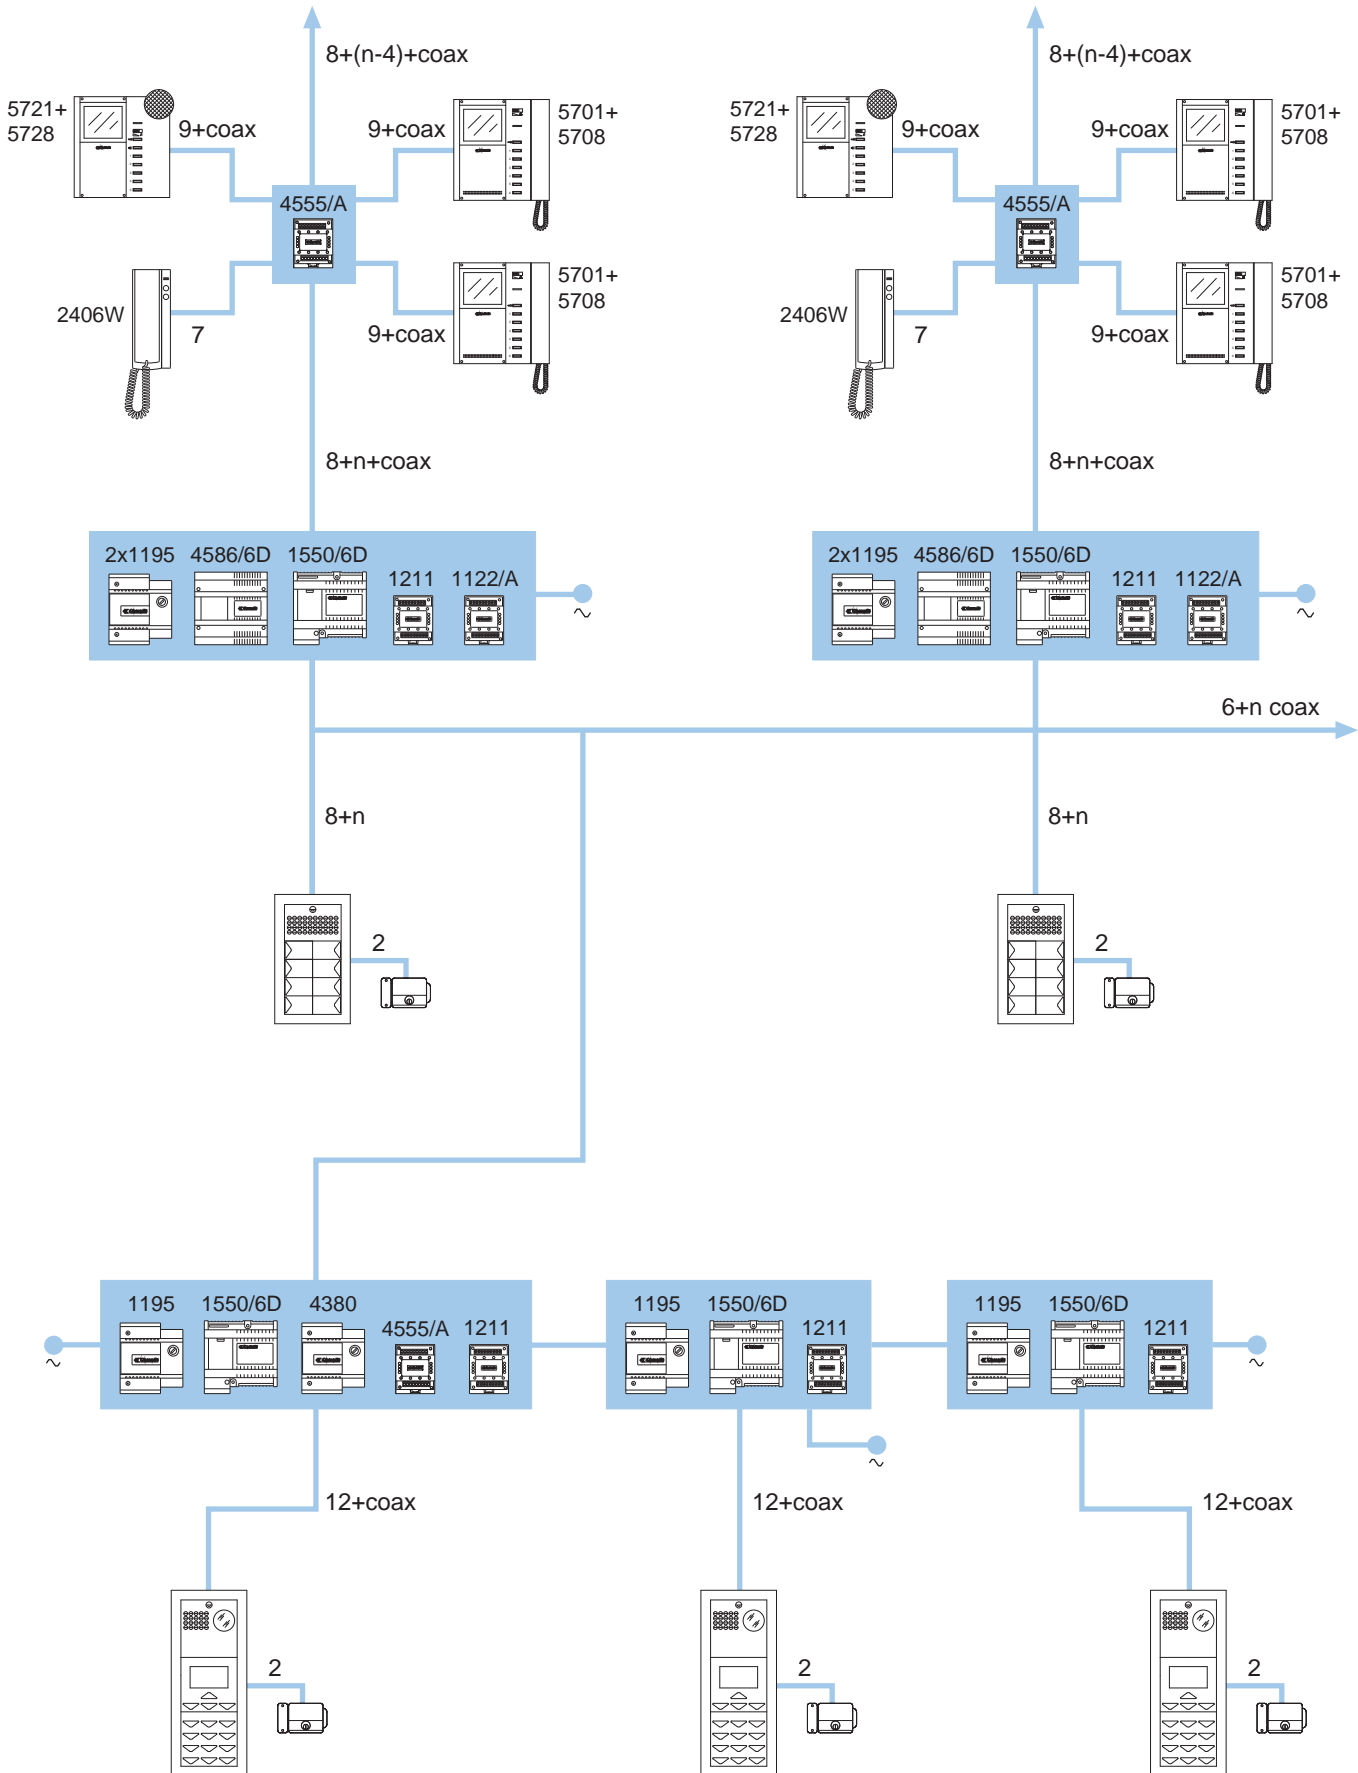 8+(n-4)+coax
8+(n-4)+coax
5721+
5728
9+coax
9+coax
5701+
5708
5721+
5728
9+coax
9+coax
5701+
5708
4555/A
4555/A
2406W
7
9+coax
5701+
5708
2406W
7
9+coax
5701+
5708
8+n+coax
8+n+coax
2x1195 4586/6D 1550/6D 1211 1122/A
~
2x1195 4586/6D 1550/6D 1211 1122/A
~
6+n coax
8+n
8+n
2
2
1195 1550/6D 4380 4555/A 1211
~
1195 1550/6D 1211
~
1195 1550/6D 1211
~
12+coax
12+coax
12+coax
2
2
2